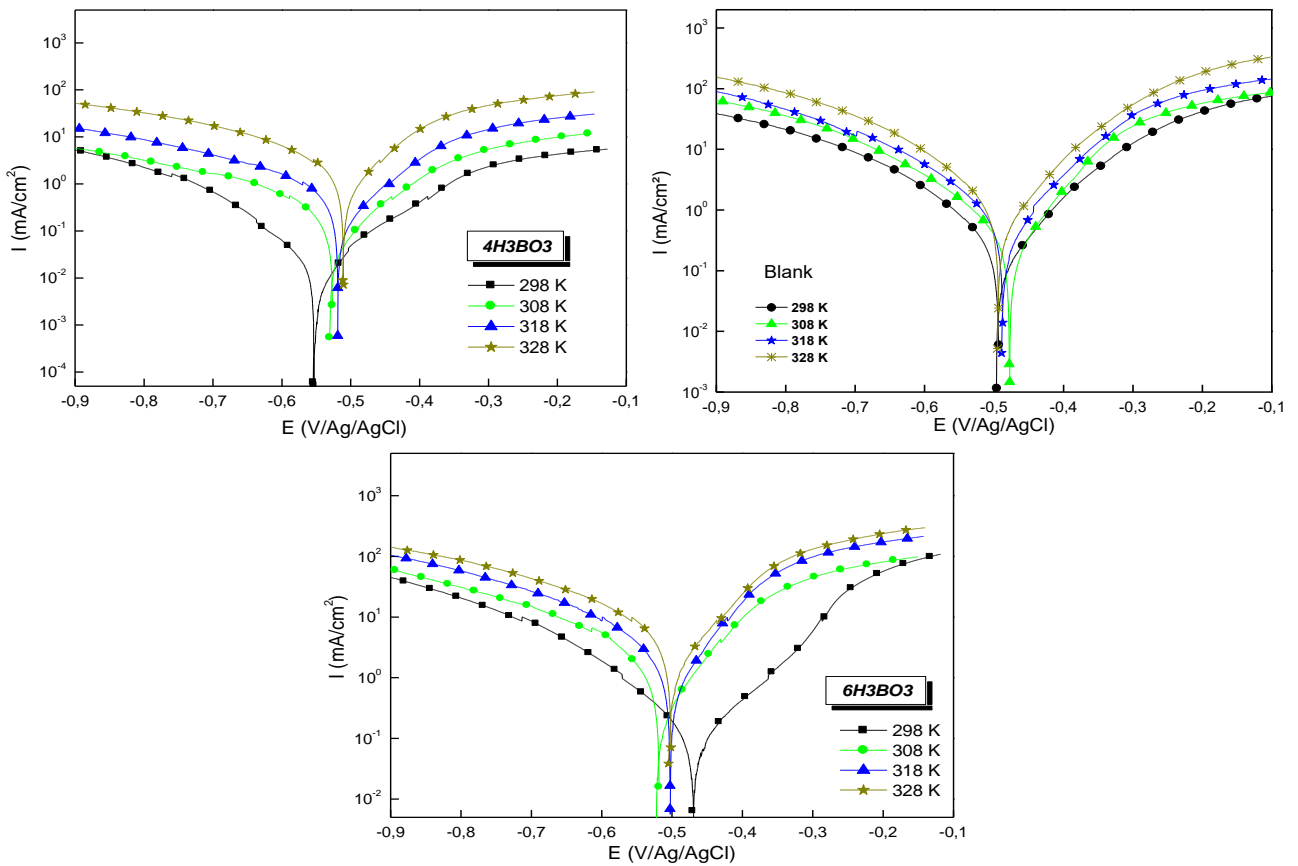 10³
10²
10¹
10⁰
10⁻¹
10⁻²
10⁻³
10⁻⁴
I (mA/cm²)
-0,9 -0,8 -0,7 -0,6 -0,5 -0,4 -0,3 -0,2 -0,1
E (V/Ag/AgCl)
4H3BO3
298 K
308 K
318 K
328 K
10³
10²
10¹
10⁰
10⁻¹
10⁻²
10⁻³
I (mA/cm²)
-0,9 -0,8 -0,7 -0,6 -0,5 -0,4 -0,3 -0,2 -0,1
E (V/Ag/AgCl)
Blank
298 K
308 K
318 K
328 K
10³
10²
10¹
10⁰
10⁻¹
10⁻²
I (mA/cm²)
-0,9 -0,8 -0,7 -0,6 -0,5 -0,4 -0,3 -0,2 -0,1
E (V/Ag/AgCl)
6H3BO3
298 K
308 K
318 K
328 K